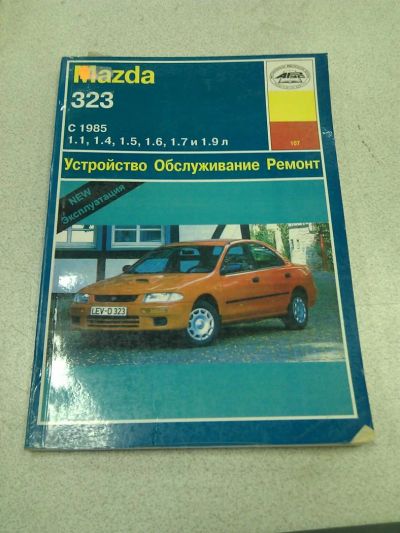 Mazda
323
С 1985
1.1, 1.4, 1.5, 1.6, 1.7 и 1.9 л
107
Устройство Обслуживание Ремонт
NEW
Эксплуатация
LEV-O 323